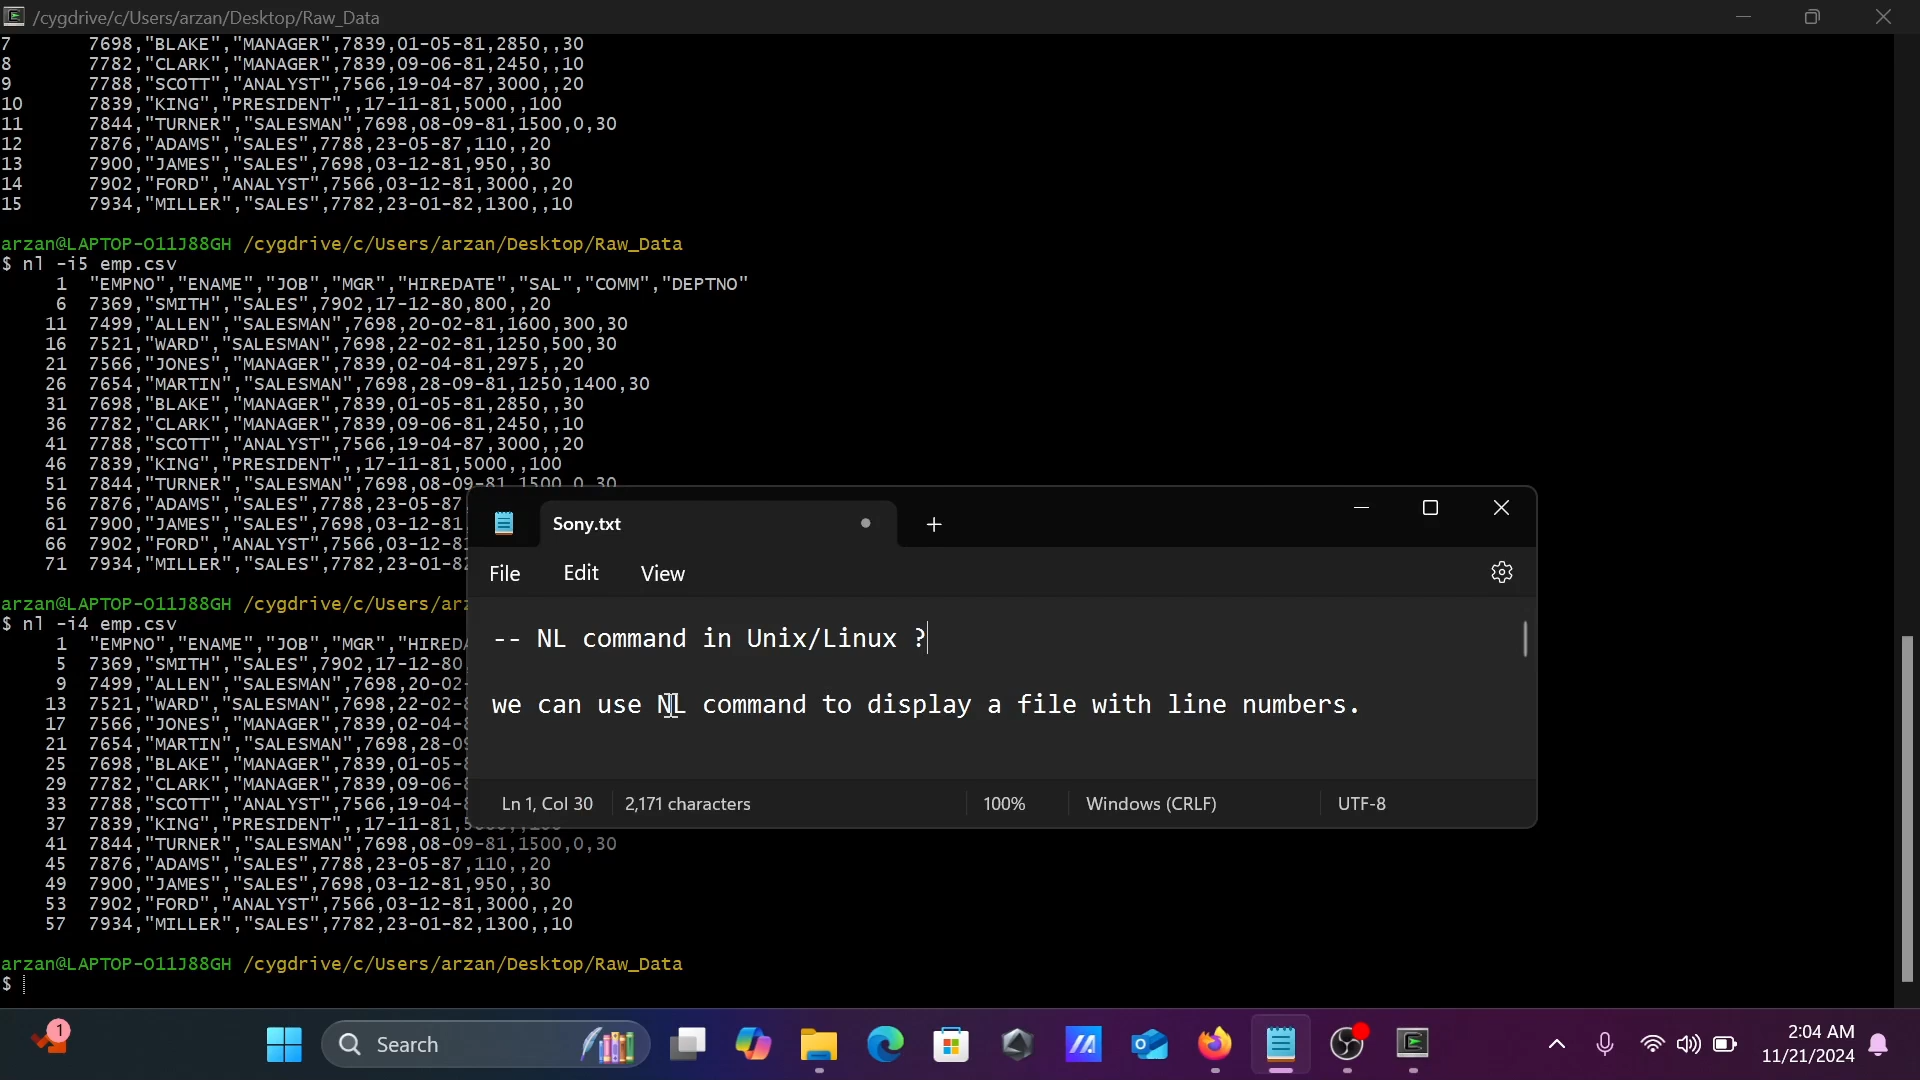 /cygdrive/c/Users/arzan/Desktop/Raw_Data
7 7698,"BLAKE","MANAGER",7839,01-05-81,2850,,30
8 7782,"CLARK","MANAGER",7839,09-06-81,2450,,10
9 7788,"SCOTT","ANALYST",7566,19-04-87,3000,,20
10 7839,"KING","PRESIDENT",,17-11-81,5000,,100
11 7844,"TURNER","SALESMAN",7698,08-09-81,1500,0,30
12 7876,"ADAMS","SALES",7788,23-05-87,110,,20
13 7900,"JAMES","SALES",7698,03-12-81,950,,30
14 7902,"FORD","ANALYST",7566,03-12-81,3000,,20
15 7934,"MILLER","SALES",7782,23-01-82,1300,,10
arzan@LAPTOP-O11J88GH /cygdrive/c/Users/arzan/Desktop/Raw_Data
$ nl -i5 emp.csv
1 "EMPNO","ENAME","JOB","MGR","HIREDATE","SAL","COMM","DEPTNO"
6 7369,"SMITH","SALES",7902,17-12-80,800,,20
11 7499,"ALLEN","SALESMAN",7698,20-02-81,1600,300,30
16 7521,"WARD","SALESMAN",7698,22-02-81,1250,500,30
21 7566,"JONES","MANAGER",7839,02-04-81,2975,,20
26 7654,"MARTIN","SALESMAN",7698,28-09-81,1250,1400,30
31 7698,"BLAKE","MANAGER",7839,01-05-81,2850,,30
36 7782,"CLARK","MANAGER",7839,09-06-81,2450,,10
41 7788,"SCOTT","ANALYST",7566,19-04-87,3000,,20
46 7839,"KING","PRESIDENT",,17-11-81,5000,,100
51 7844,"TURNER","SALESMAN",7698,08-09-81,1500,0,30
56 7876,"ADAMS","SALES",7788,23-05-87
61 7900,"JAMES","SALES",7698,03-12-81
66 7902,"FORD","ANALYST",7566,03-12-81
71 7934,"MILLER","SALES",7782,23-01-82
arzan@LAPTOP-O11J88GH /cygdrive/c/Users/arz
$ nl -i4 emp.csv
1 "EMPNO","ENAME","JOB","MGR","HIREDA
5 7369,"SMITH","SALES",7902,17-12-80
9 7499,"ALLEN","SALESMAN",7698,20-02-
13 7521,"WARD","SALESMAN",7698,22-02-8
17 7566,"JONES","MANAGER",7839,02-04-8
21 7654,"MARTIN","SALESMAN",7698,28-09
25 7698,"BLAKE","MANAGER",7839,01-05-8
29 7782,"CLARK","MANAGER",7839,09-06-8
33 7788,"SCOTT","ANALYST",7566,19-04-8
37 7839,"KING","PRESIDENT",,17-11-81,5000,,100
41 7844,"TURNER","SALESMAN",7698,08-09-81,1500,0,30
45 7876,"ADAMS","SALES",7788,23-05-87,110,,20
49 7900,"JAMES","SALES",7698,03-12-81,950,,30
53 7902,"FORD","ANALYST",7566,03-12-81,3000,,20
57 7934,"MILLER","SALES",7782,23-01-82,1300,,10
arzan@LAPTOP-O11J88GH /cygdrive/c/Users/arzan/Desktop/Raw_Data
$
Sony.txt
File Edit View
-- NL command in Unix/Linux ?
we can use NL command to display a file with line numbers.
Ln 1, Col 30 2,171 characters 100% Windows (CRLF) UTF-8
1
Search
2:04 AM
11/21/2024